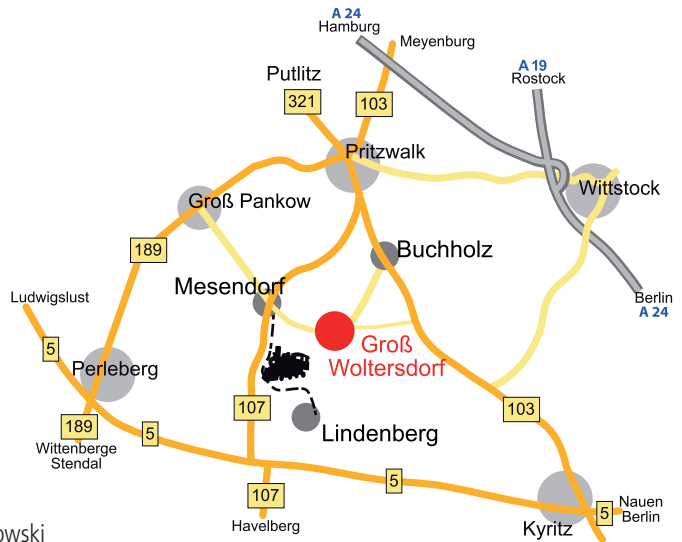 A 24
Hamburg
Meyenburg
A 19
Rostock
Putlitz
321
103
Pritzwalk
Wittstock
Groß Pankow
189
Buchholz
Mesendorf
Ludwigslust
Berlin
A 24
5
Groß
Woltersdorf
Perleberg
107
103
189
5
Lindenberg
Wittenberge
Stendal
5
107
Nauen
5
Berlin
Havelberg
Kyritz
owski